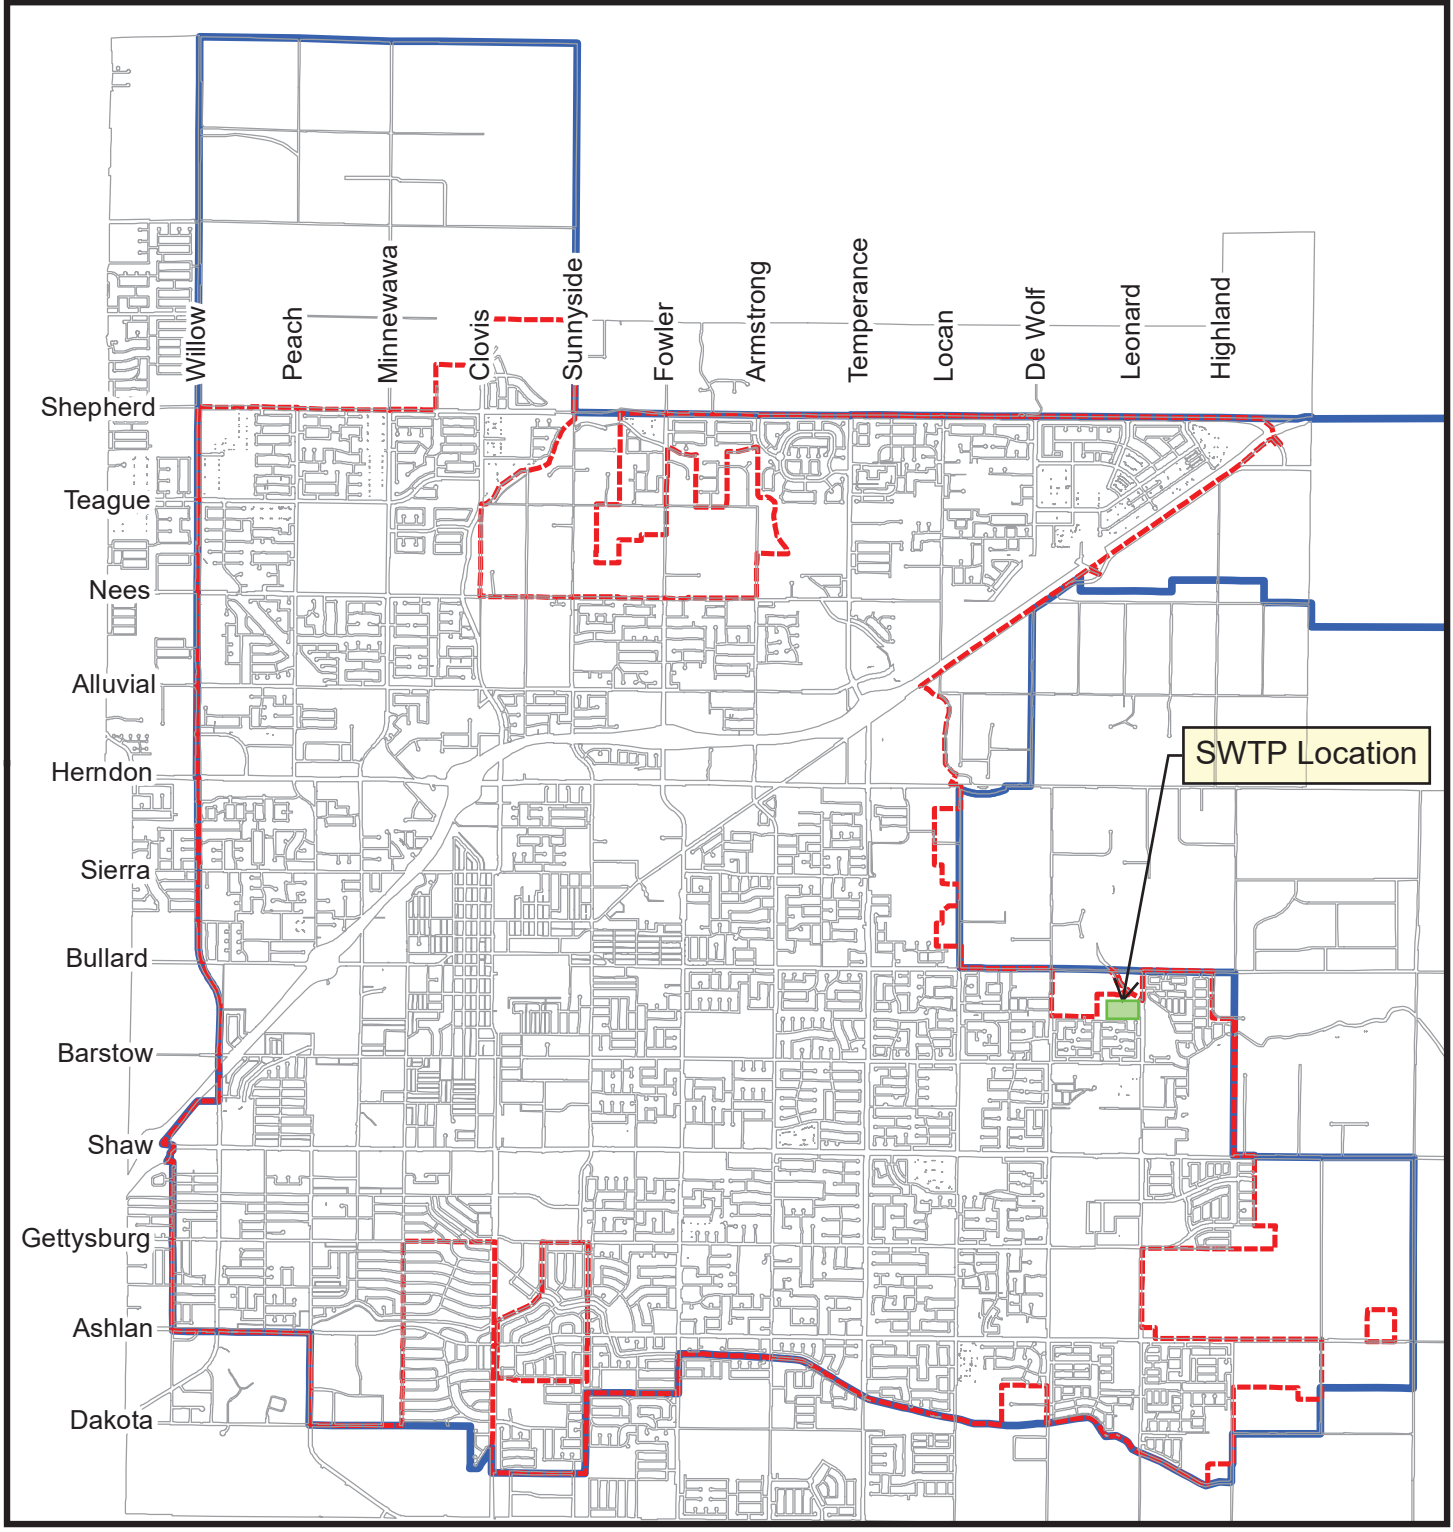 Willow
Peach
Minnewawa
Clovis
Sunnyside
Fowler
Armstrong
Temperance
Locan
De Wolf
Leonard
Highland
Shepherd
Teague
Nees
Alluvial
SWTP Location
Herndon
Sierra
Bullard
Barstow
Shaw
Gettysburg
Ashlan
Dakota